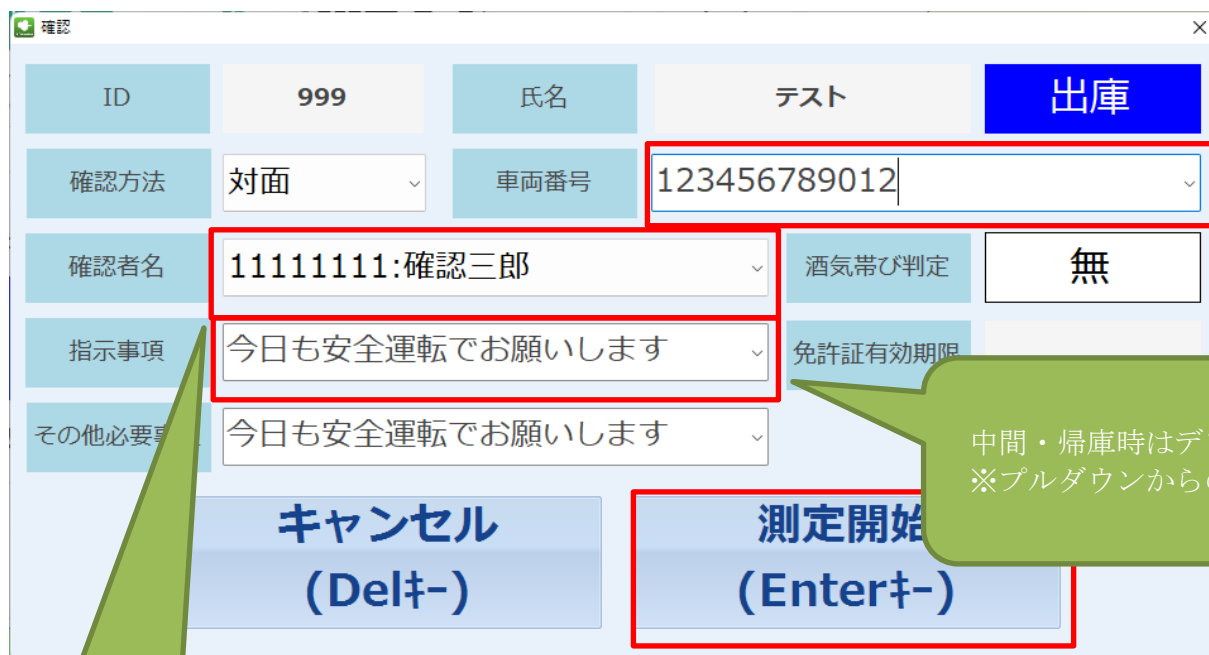 確認
ID 999 氏名 テスト 出庫
確認方法 対面 車両番号 123456789012
確認者名 11111111:確認三郎 酒気帯び判定 無
指示事項 今日も安全運転でお願いします 免許証有効期限
その他必要 今日も安全運転でお願いします
中間・帰庫時はデ
※プルダウンから
キャンセル
(Delｷｰ)
測定開始
(Enterｷｰ)